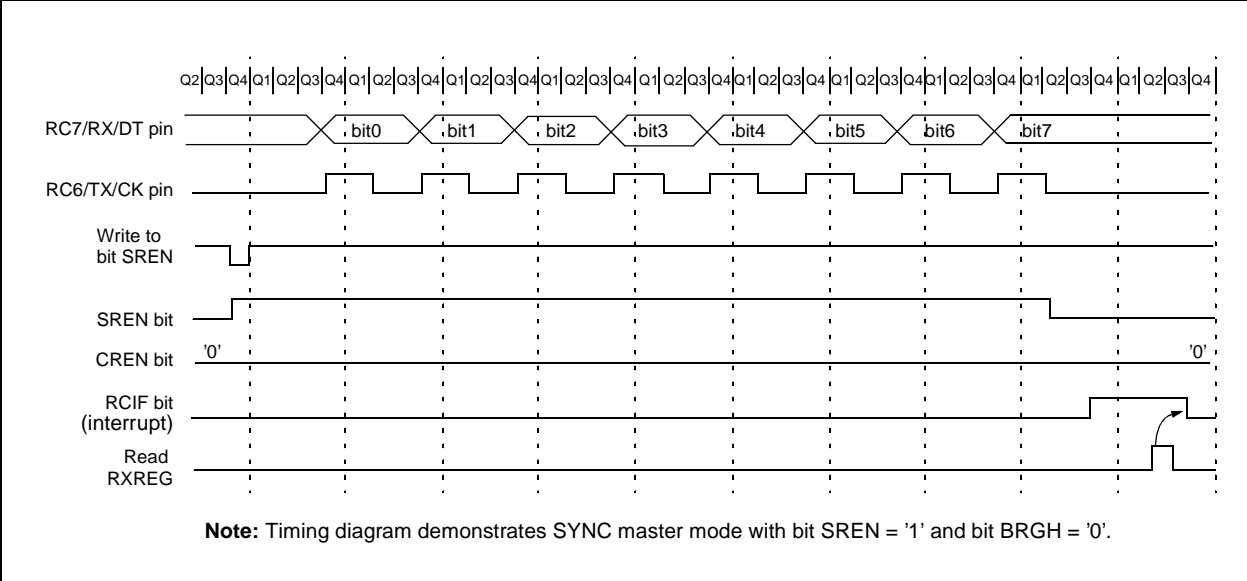 Q2 Q3 Q4 Q1 Q2 Q3 Q4 Q1 Q2 Q3 Q4 Q1 Q2 Q3 Q4 Q1 Q2 Q3 Q4 Q1 Q2 Q3 Q4 Q1 Q2 Q3 Q4 Q1 Q2 Q3 Q4 Q1 Q2 Q3 Q4 Q1 Q2 Q3 Q4 Q1 Q2 Q3 Q4
RC7/RX/DT pin bit0 bit1 bit2 bit3 bit4 bit5 bit6 bit7
RC6/TX/CK pin
Write to
bit SREN
SREN bit
CREN bit '0' '0'
RCIF bit
(interrupt)
Read
RXREG
Note: Timing diagram demonstrates SYNC master mode with bit SREN = '1' and bit BRGH = '0'.